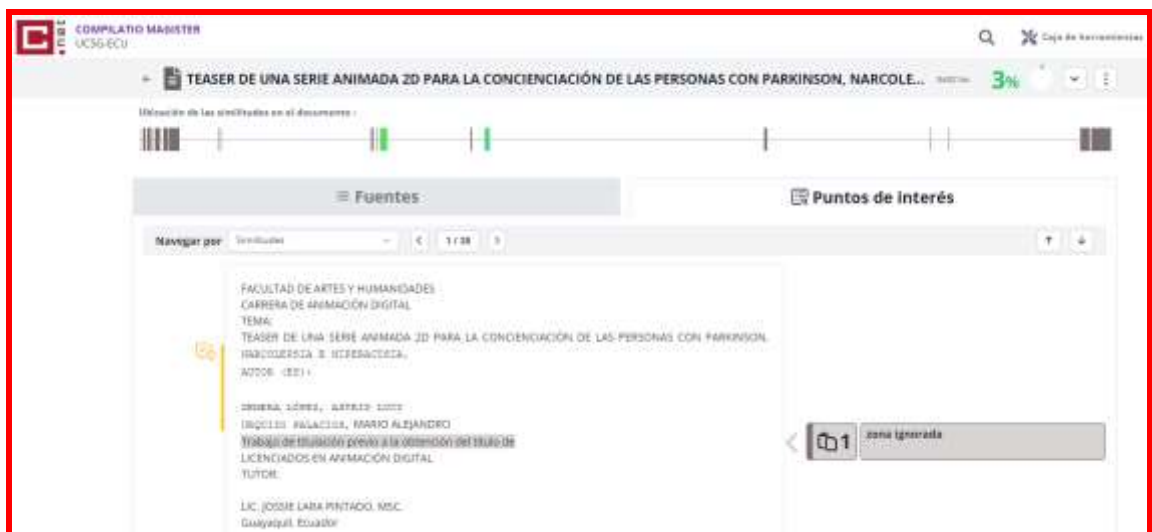 COMPILATIO MAGISTER
UCSG-ECU
Caja de herramientas
TEASER DE UNA SERIE ANIMADA 2D PARA LA CONCIENCIACIÓN DE LAS PERSONAS CON PARKINSON, NARCOLE...
3%
Ubicación de las similitudes en el documento :
Fuentes
Puntos de interés
Navegar por
Similitudes
1 / 38
FACULTAD DE ARTES Y HUMANIDADES
CARRERA DE ANIMACIÓN DIGITAL
TEMA:
TEASER DE UNA SERIE ANIMADA 2D PARA LA CONCIENCIACIÓN DE LAS PERSONAS CON PARKINSON,
NARCOLEPSIA E HIPERACUSIA.
AUTOR (ES):
LÓPEZ, ASTRID
PALACIOS, MARIO ALEJANDRO
Trabajo de titulación previo a la obtención del título de
LICENCIADOS EN ANIMACIÓN DIGITAL
TUTOR:
LIC. JOSSIE LARA PINTADO, MSC.
Guayaquil, Ecuador
1
zona ignorada